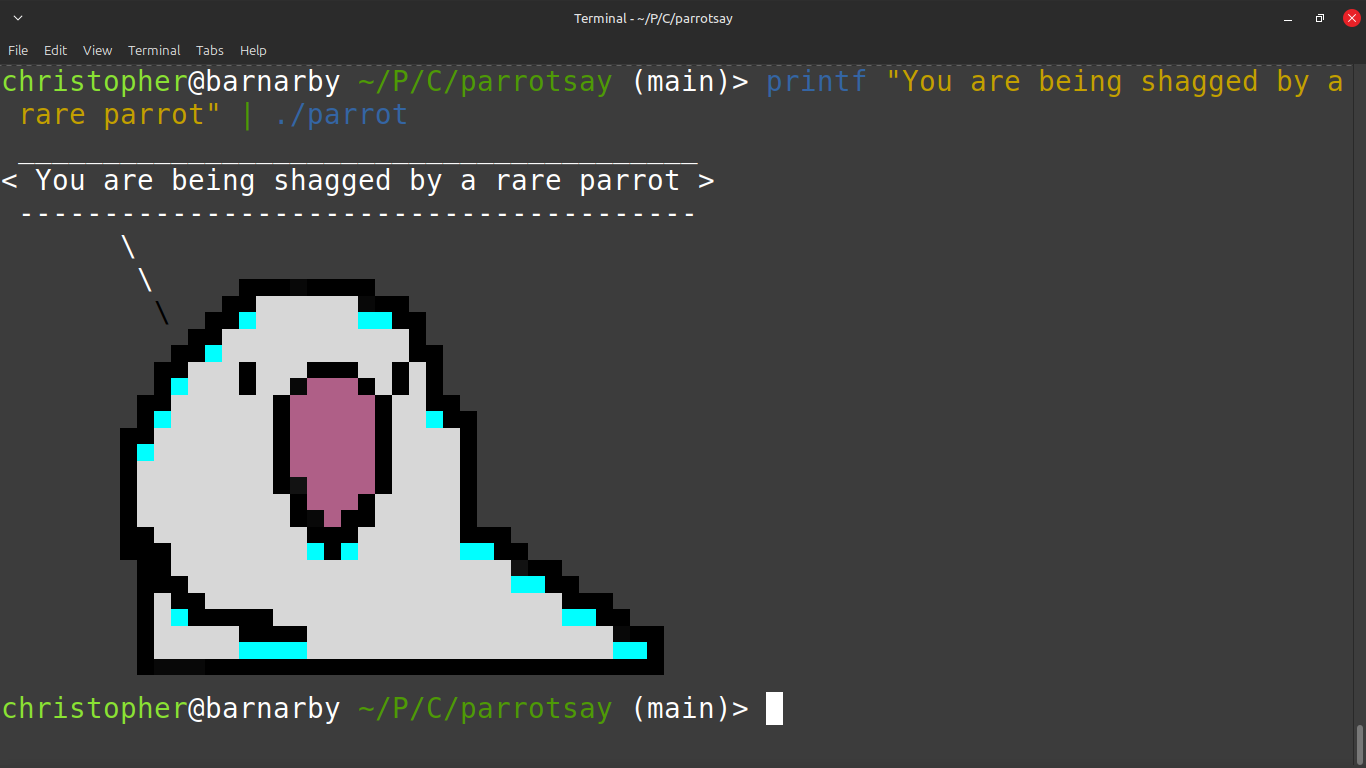 Terminal - ~/P/C/parrotsay
File Edit View Terminal Tabs Help
christopher@barnarby ~/P/C/parrotsay (main)> printf "You are being shagged by a
rare parrot" | ./parrot
________________________________________
< You are being shagged by a rare parrot >
----------------------------------------
\
\
\
christopher@barnarby ~/P/C/parrotsay (main)>